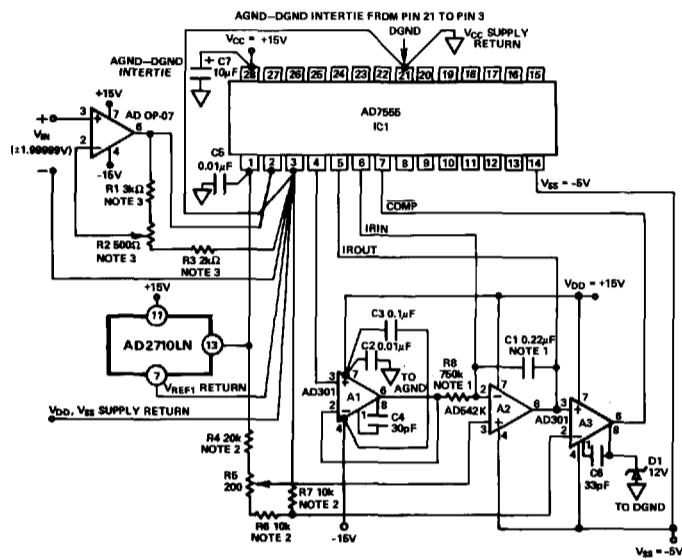 AGND–DGND INTERTIE FROM PIN 21 TO PIN 3
DGND
VCC SUPPLY
RETURN
VCC = +15V
AGND–DGND
INTERTIE
+ C7
10μF
28 27 26 25 24 23 22 21 20 19 18 17 16 15
AD7555
IC1
1 2 3 4 5 6 7 8 9 10 11 12 13 14
+15V
AD OP-07
3 + 7 6
2 – 4
-15V
+
VIN
(±1.99999V)
–
C5
0.01μF
R1 3kΩ
NOTE 3
R2 500Ω
NOTE 3
R3 2kΩ
NOTE 3
VSS = –5V
COMP
IRIN
IROUT
+15V
11
AD2710LN
13
7
VREF1 RETURN
VDD, VSS SUPPLY RETURN
VDD = +15V
C3 0.1μF
C2 0.01μF
TO
AGND
R8
750k
NOTE 1
C1 0.22μF
NOTE 1
AD301
3 + 7 A1 6
2 – 1 8
4
C4
30pF
AD542K
2 – 7 A2 6
3 + 4
AD301
3 + A3 6
2 – 1 8
4
C6
33pF
D1
12V
TO DGND
R4 20k
NOTE 2
R5
200
R7 10k
NOTE 2
R6 10k
NOTE 2
-15V
VSS = –5V